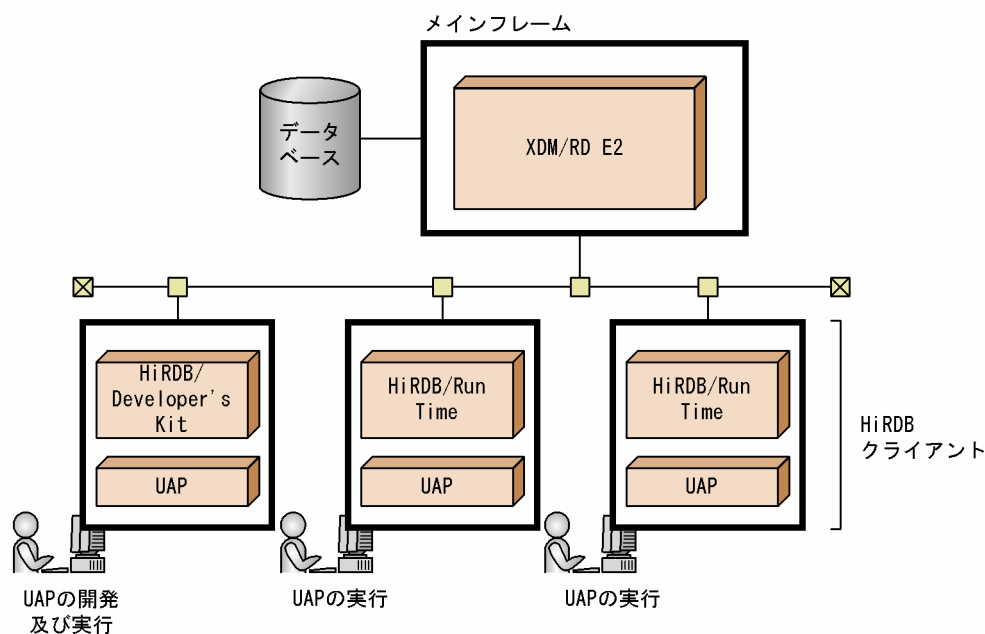 メインフレーム
データ
ベース
XDM/RD E2
HiRDB/
Developer's
Kit
UAP
HiRDB/Run
Time
UAP
HiRDB/Run
Time
UAP
HiRDB
クライアント
UAPの開発
及び実行
UAPの実行
UAPの実行